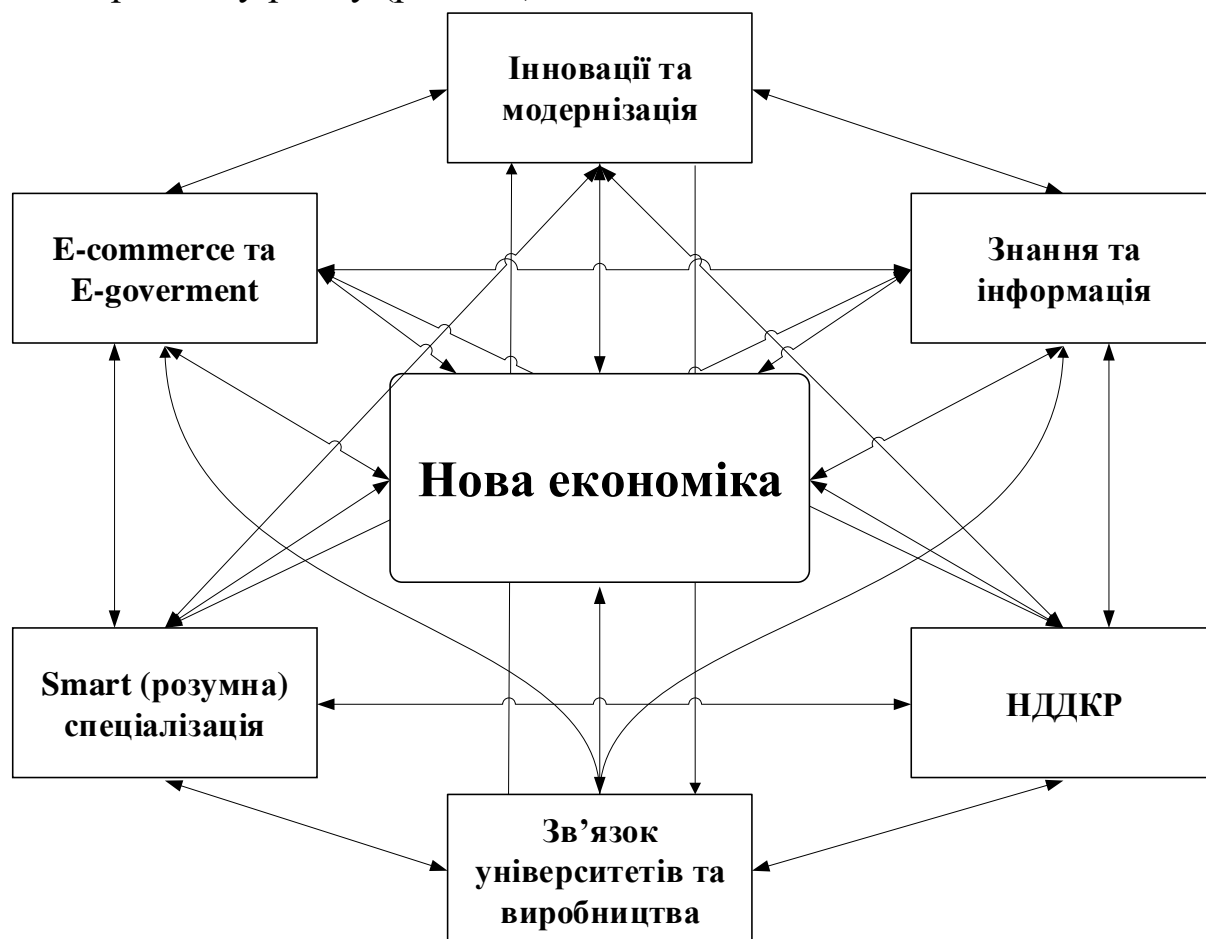 Інновації та
модернізація
E-commerce та
E-goverment
Знання та
інформація
Нова економіка
Smart (розумна)
спеціалізація
НДДКР
Зв’язок
університетів та
виробництва